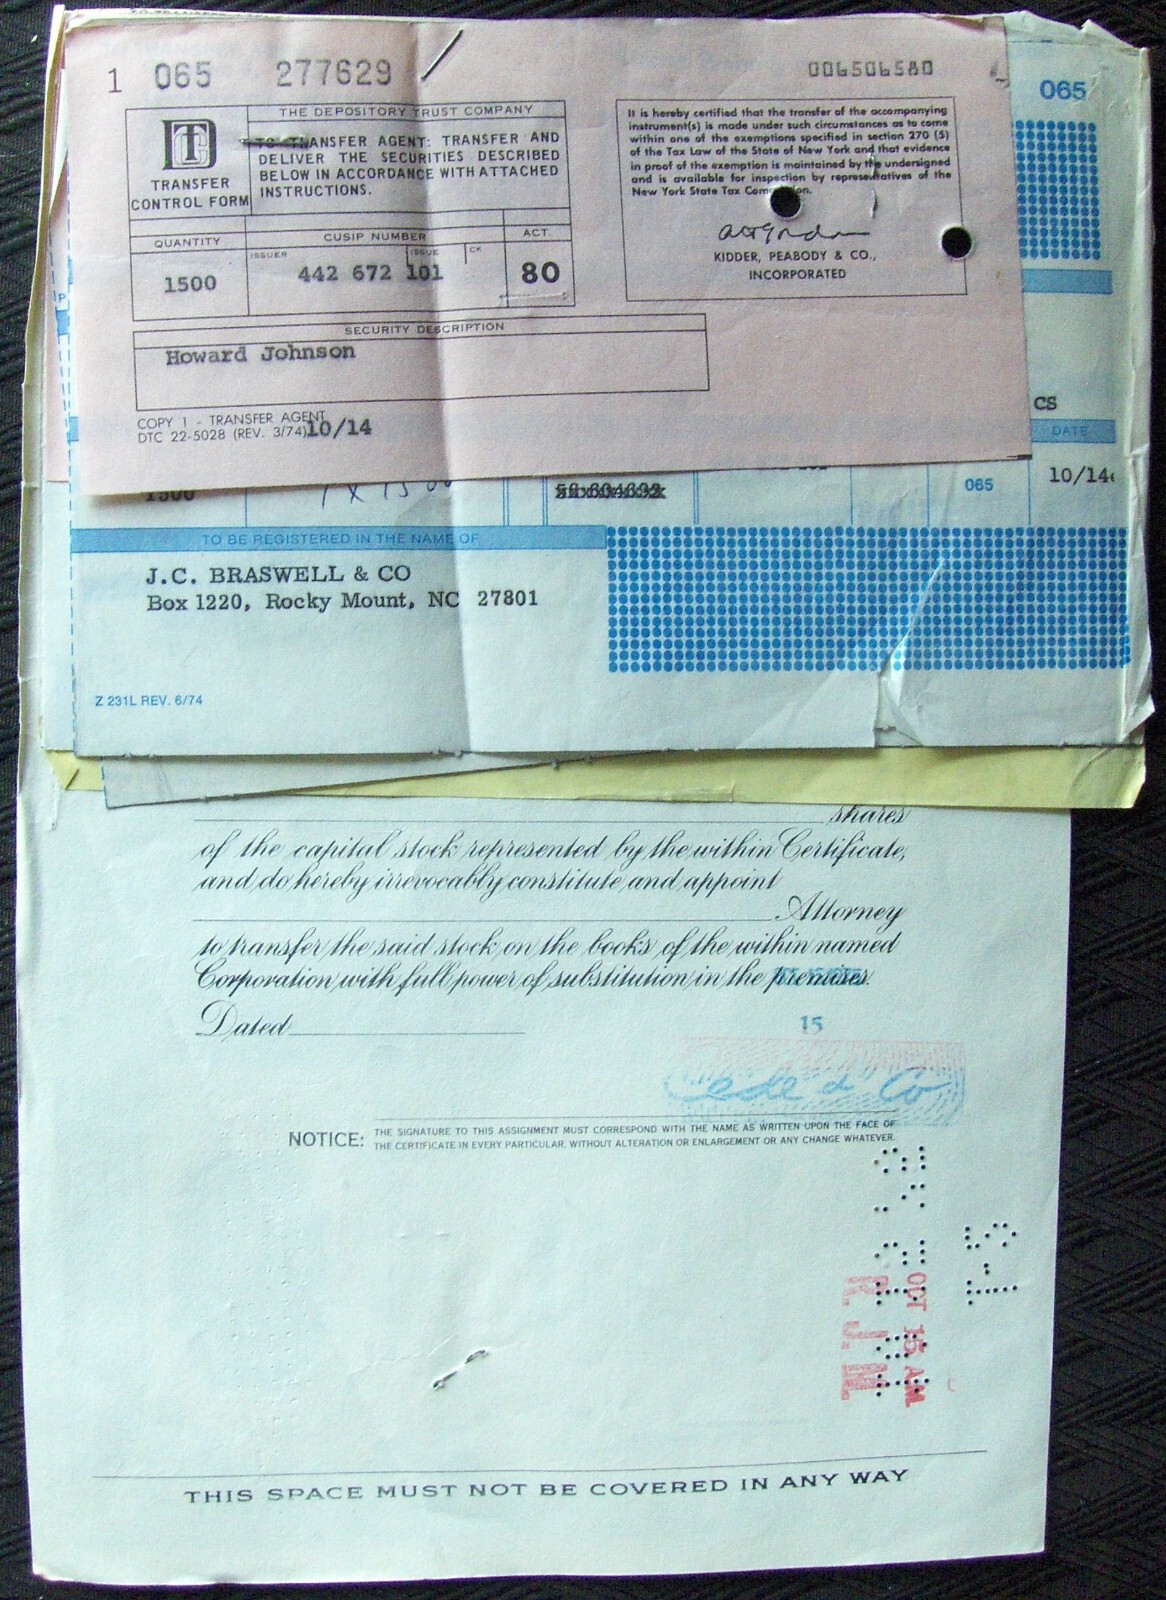 1 065 277629
006506580
065
THE DEPOSITORY TRUST COMPANY
TRANSFER AGENT: TRANSFER AND
DELIVER THE SECURITIES DESCRIBED
BELOW IN ACCORDANCE WITH ATTACHED
INSTRUCTIONS.
DTC
TRANSFER
CONTROL FORM
It is hereby certified that the transfer of the accompanying
instrument(s) is made under such circumstances as to come
within one of the exemptions specified in section 270 (5)
of the Tax Law of the State of New York and that evidence
in proof of the exemption is maintained by the undersigned
and is available for inspection by representatives of the
New York State Tax
KIDDER, PEABODY & CO.,
INCORPORATED
QUANTITY CUSIP NUMBER ACT.
ISSUER ISSUE CK
1500 442 672 101 80
SECURITY DESCRIPTION
Howard Johnson
COPY 1 - TRANSFER AGENT
DTC 22-5028 (REV. 3/74) 10/14
CS
DATE
1500 1 X 1500 065 10/14
TO BE REGISTERED IN THE NAME OF
J.C. BRASWELL & CO
Box 1220, Rocky Mount, NC 27801
Z 231L REV. 6/74
shares
of the capital stock represented by the within Certificate,
and do hereby irrevocably constitute and appoint
Attorney
to transfer the said stock on the books of the within named
Corporation with full power of substitution in the premises.
Dated
15
Cede & Co
NOTICE: THE SIGNATURE TO THIS ASSIGNMENT MUST CORRESPOND WITH THE NAME AS WRITTEN UPON THE FACE OF
THE CERTIFICATE IN EVERY PARTICULAR, WITHOUT ALTERATION OR ENLARGEMENT OR ANY CHANGE WHATEVER.
OCT 15 AM
R. J. M.
THIS SPACE MUST NOT BE COVERED IN ANY WAY